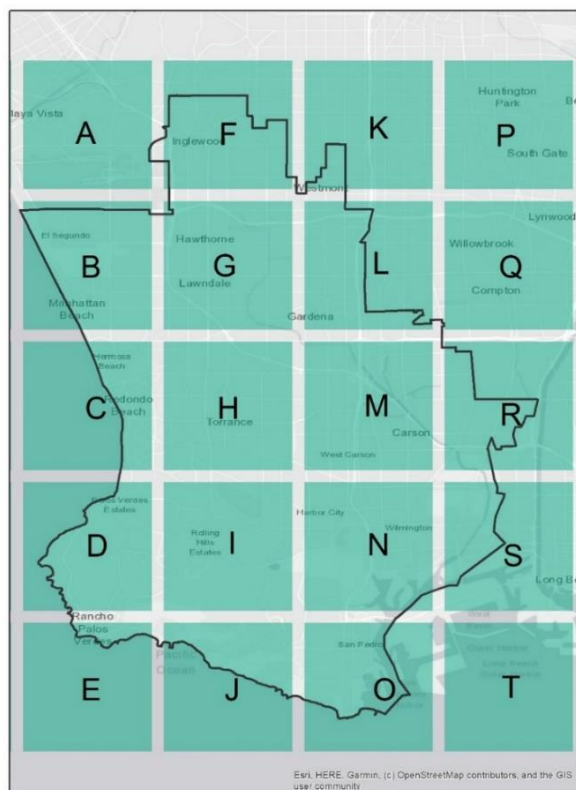 A
F
K
P
Huntington
Park
laya Vista
Inglewood
South Gate
Westmont
Lynwood
El Segundo
Hawthorne
Willowbrook
B
G
L
Q
Lawndale
Compton
Manhattan
Beach
Gardena
Hermosa
Beach
C
Redondo
Beach
H
Torrance
M
Carson
R
West Carson
Palos Verdes
Estates
Harbor City
Wilmington
D
Rolling
Hills
Estates
I
N
S
Long Be
Rancho
Palos
Verdes
San Pedro
Pacific
Ocean
E
J
O
T
Esri, HERE, Garmin, (c) OpenStreetMap contributors, and the GIS
user community